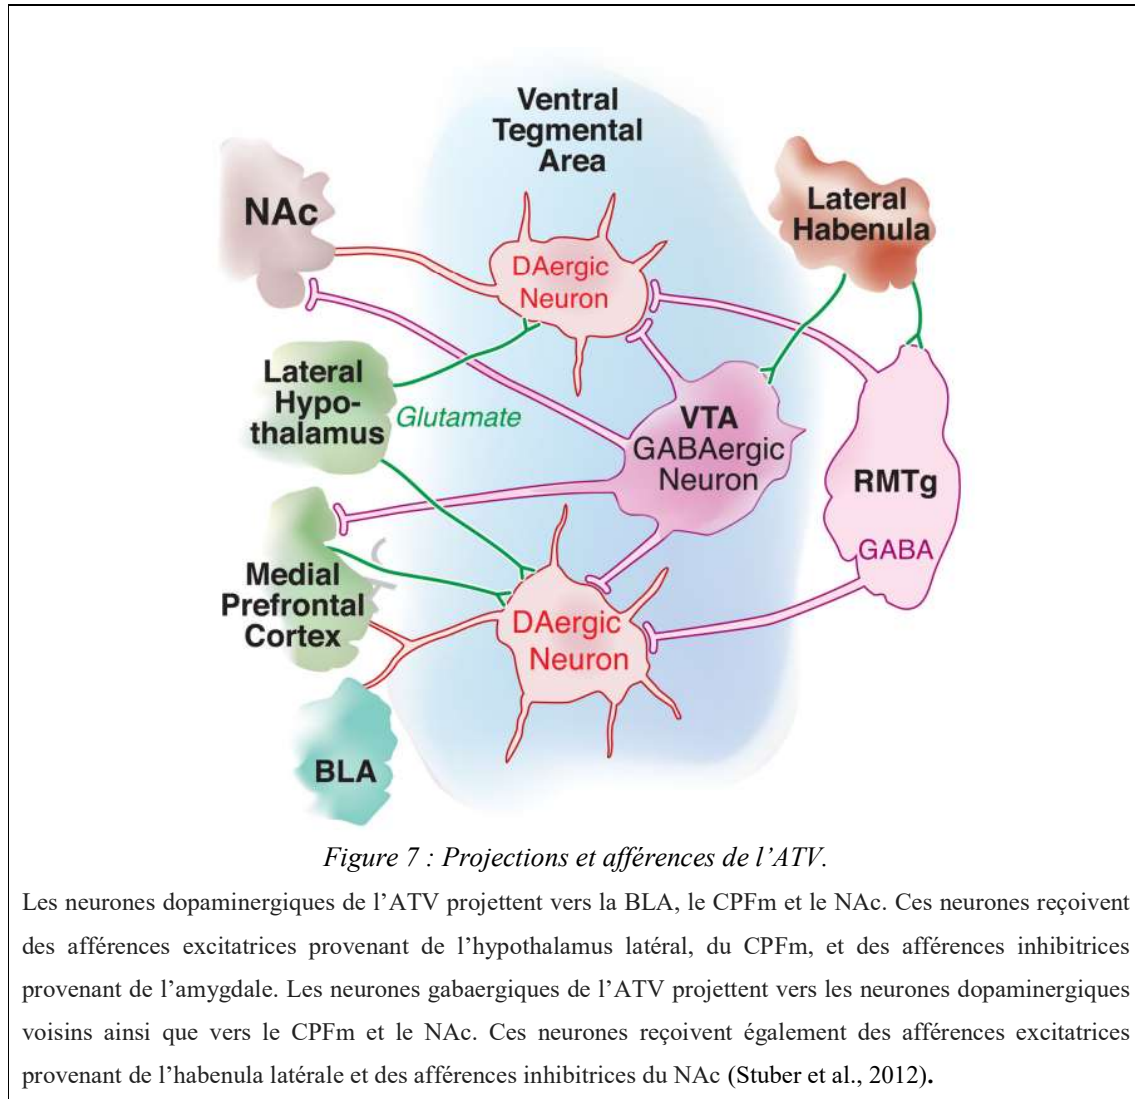 Ventral
Tegmental
Area
NAc
Lateral
Habenula
DAergic
Neuron
Lateral
Hypo-
thalamus
Glutamate
VTA
GABAergic
Neuron
RMTg
GABA
Medial
Prefrontal
Cortex
DAergic
Neuron
BLA
Figure 7 : Projections et afférences de l’ATV.
Les neurones dopaminergiques de l’ATV projettent vers la BLA, le CPFm et le NAc. Ces neurones reçoivent
des afférences excitatrices provenant de l’hypothalamus latéral, du CPFm, et des afférences inhibitrices
provenant de l’amygdale. Les neurones gabaergiques de l’ATV projettent vers les neurones dopaminergiques
voisins ainsi que vers le CPFm et le NAc. Ces neurones reçoivent également des afférences excitatrices
provenant de l’habenula latérale et des afférences inhibitrices du NAc (Stuber et al., 2012).